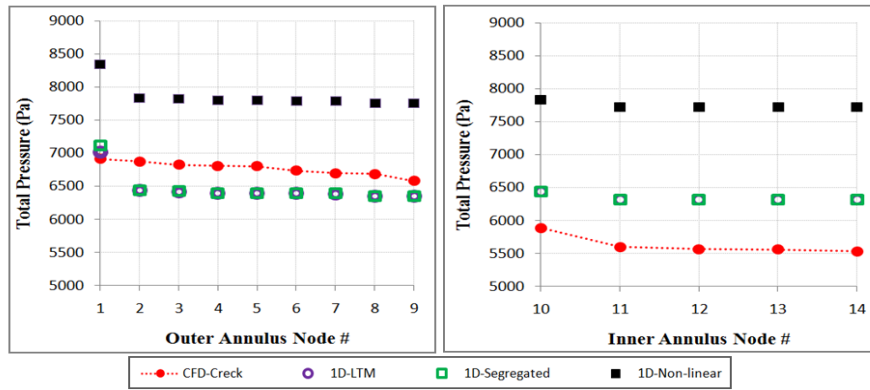 9000
8500
8000
7500
7000
6500
6000
5500
5000
Total Pressure (Pa)
1 2 3 4 5 6 7 8 9
Outer Annulus Node #
9000
8500
8000
7500
7000
6500
6000
5500
5000
Total Pressure (Pa)
10 11 12 13 14
Inner Annulus Node #
CFD-Creck 1D-LTM 1D-Segregated 1D-Non-linear